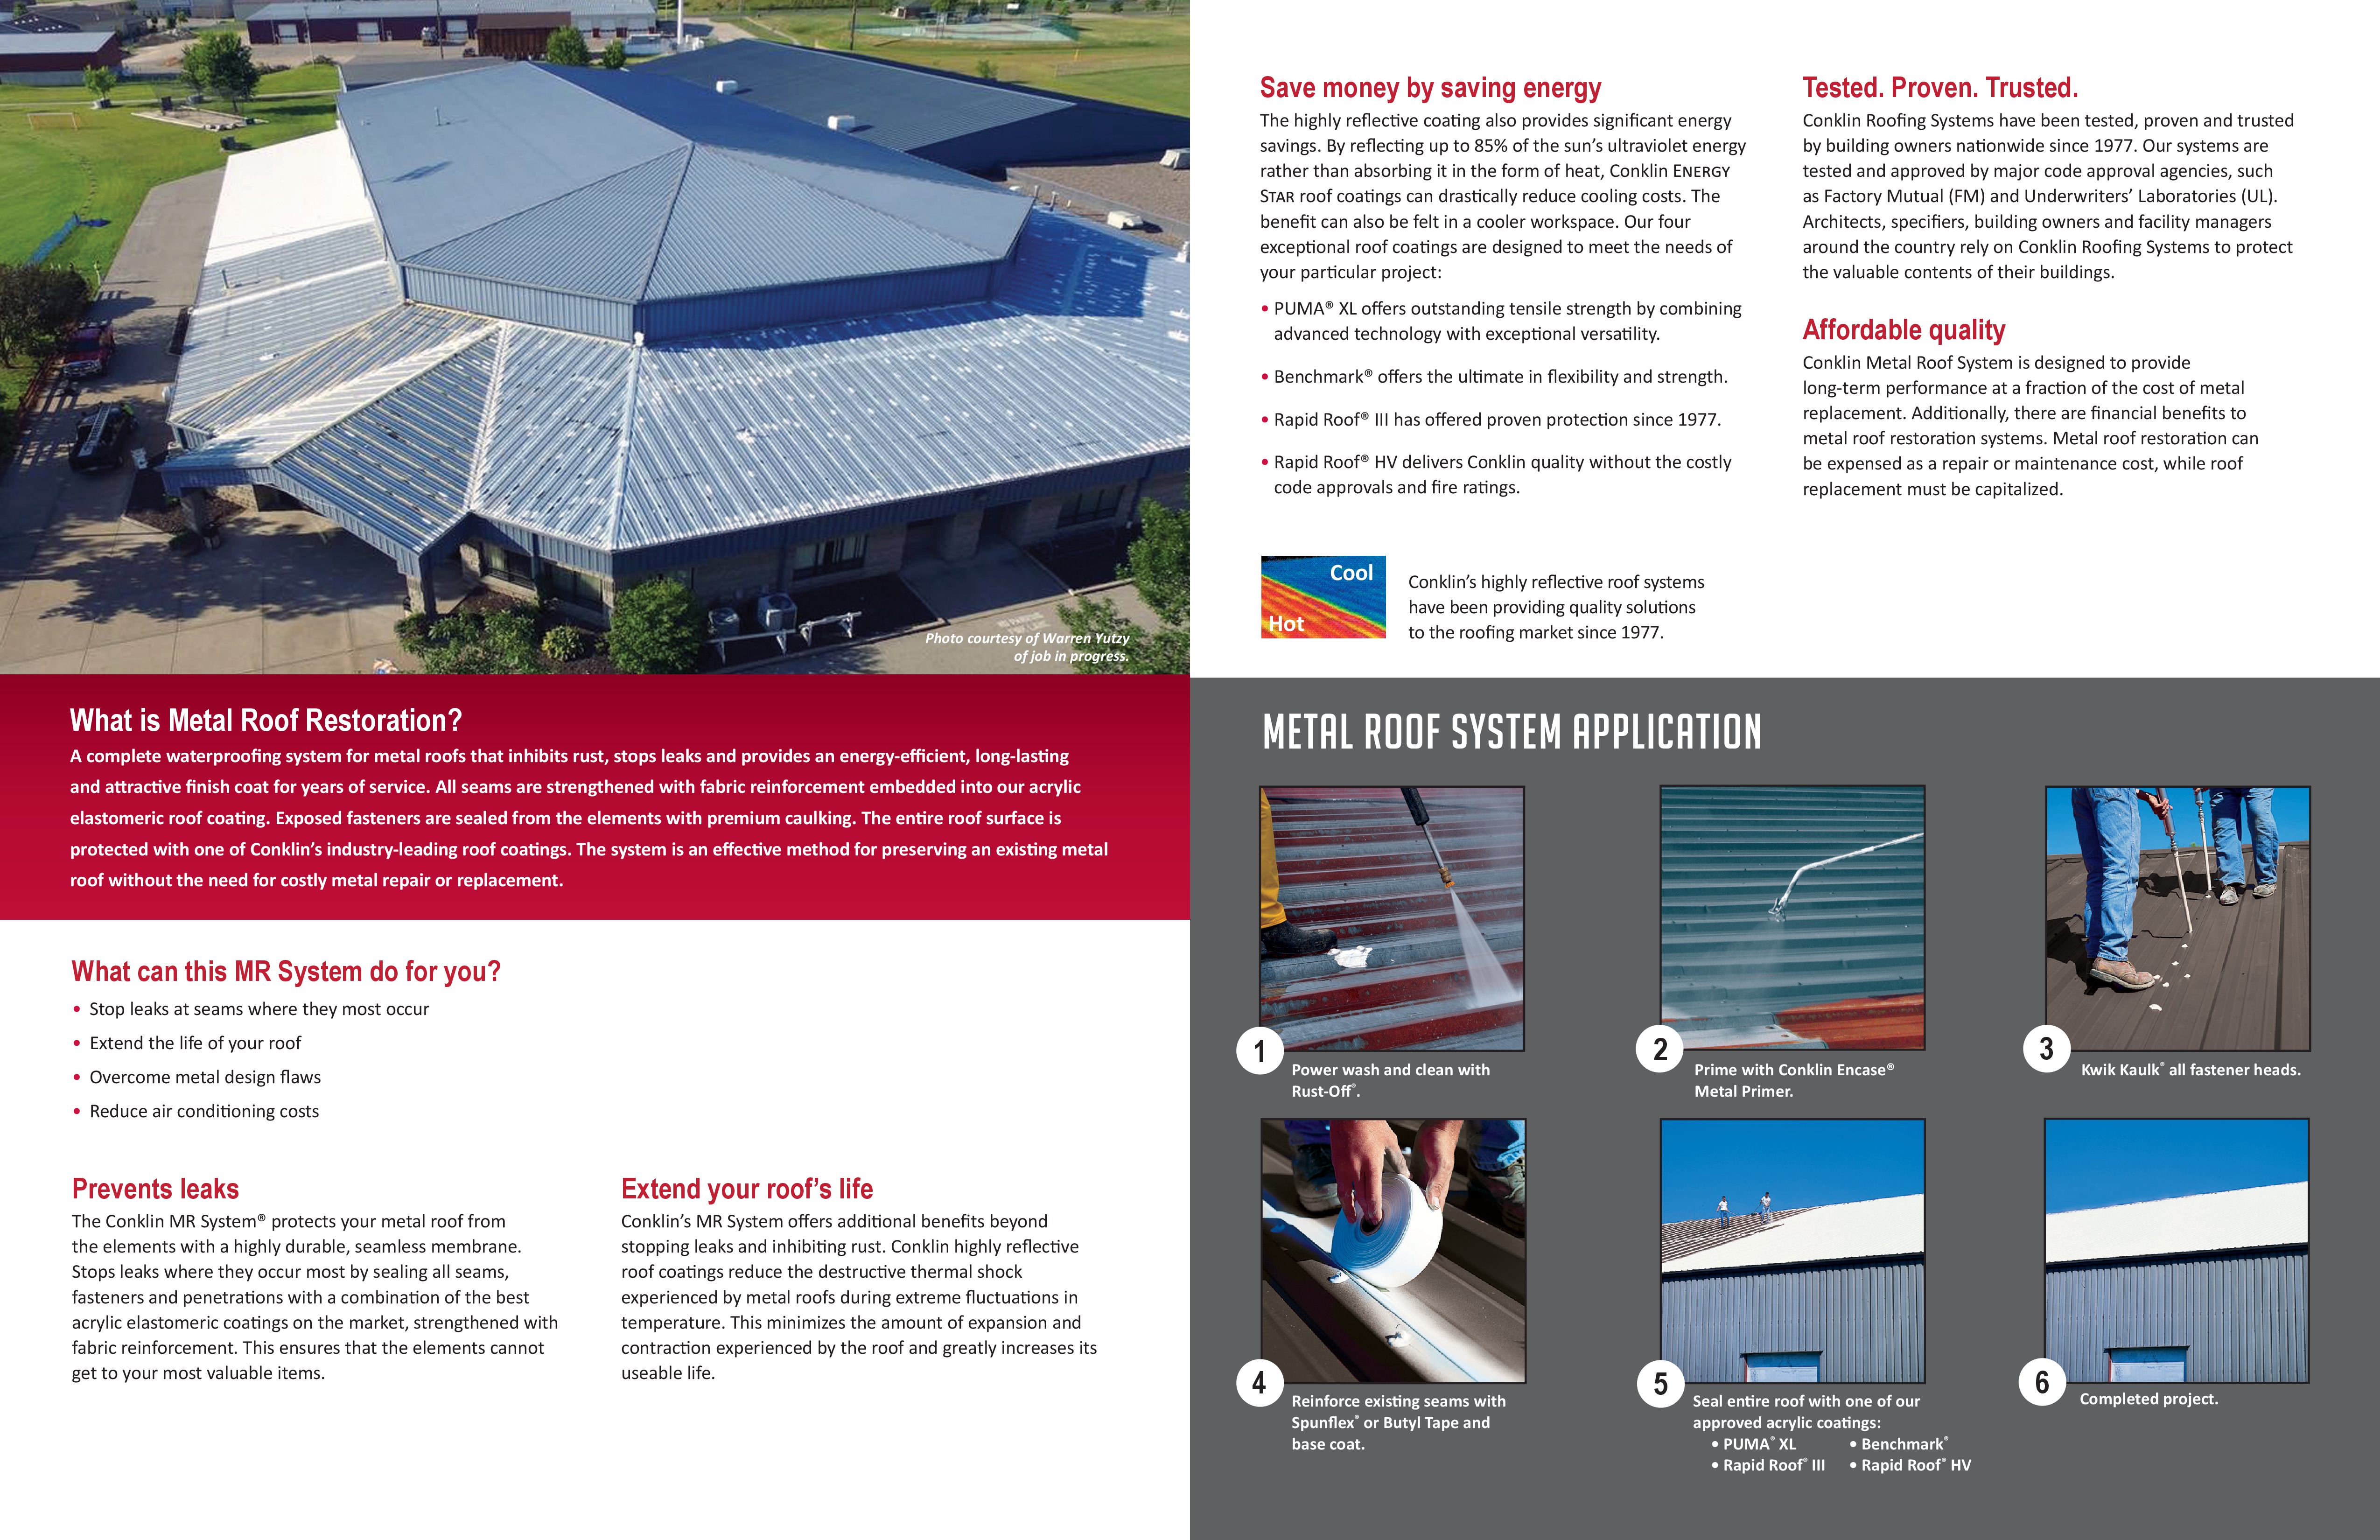 Photo courtesy of Warren Yutzy
of job in progress.
What is Metal Roof Restoration?
A complete waterproofing system for metal roofs that inhibits rust, stops leaks and provides an energy-efficient, long-lasting
and attractive finish coat for years of service. All seams are strengthened with fabric reinforcement embedded into our acrylic
elastomeric roof coating. Exposed fasteners are sealed from the elements with premium caulking. The entire roof surface is
protected with one of Conklin’s industry-leading roof coatings. The system is an effective method for preserving an existing metal
roof without the need for costly metal repair or replacement.
What can this MR System do for you?
• Stop leaks at seams where they most occur
• Extend the life of your roof
• Overcome metal design flaws
• Reduce air conditioning costs
Prevents leaks
The Conklin MR System® protects your metal roof from
the elements with a highly durable, seamless membrane.
Stops leaks where they occur most by sealing all seams,
fasteners and penetrations with a combination of the best
acrylic elastomeric coatings on the market, strengthened with
fabric reinforcement. This ensures that the elements cannot
get to your most valuable items.
Extend your roof’s life
Conklin’s MR System offers additional benefits beyond
stopping leaks and inhibiting rust. Conklin highly reflective
roof coatings reduce the destructive thermal shock
experienced by metal roofs during extreme fluctuations in
temperature. This minimizes the amount of expansion and
contraction experienced by the roof and greatly increases its
useable life.
Save money by saving energy
The highly reflective coating also provides significant energy
savings. By reflecting up to 85% of the sun’s ultraviolet energy
rather than absorbing it in the form of heat, Conklin ENERGY
STAR roof coatings can drastically reduce cooling costs. The
benefit can also be felt in a cooler workspace. Our four
exceptional roof coatings are designed to meet the needs of
your particular project:
• PUMA® XL offers outstanding tensile strength by combining
advanced technology with exceptional versatility.
• Benchmark® offers the ultimate in flexibility and strength.
• Rapid Roof® III has offered proven protection since 1977.
• Rapid Roof® HV delivers Conklin quality without the costly
code approvals and fire ratings.
Cool
Hot
Conklin’s highly reflective roof systems
have been providing quality solutions
to the roofing market since 1977.
Tested. Proven. Trusted.
Conklin Roofing Systems have been tested, proven and trusted
by building owners nationwide since 1977. Our systems are
tested and approved by major code approval agencies, such
as Factory Mutual (FM) and Underwriters’ Laboratories (UL).
Architects, specifiers, building owners and facility managers
around the country rely on Conklin Roofing Systems to protect
the valuable contents of their buildings.
Affordable quality
Conklin Metal Roof System is designed to provide
long-term performance at a fraction of the cost of metal
replacement. Additionally, there are financial benefits to
metal roof restoration systems. Metal roof restoration can
be expensed as a repair or maintenance cost, while roof
replacement must be capitalized.
METAL ROOF SYSTEM APPLICATION
1
Power wash and clean with
Rust-Off®.
2
Prime with Conklin Encase®
Metal Primer.
3
Kwik Kaulk® all fastener heads.
4
Reinforce existing seams with
Spunflex® or Butyl Tape and
base coat.
5
Seal entire roof with one of our
approved acrylic coatings:
• PUMA® XL • Benchmark®
• Rapid Roof® III • Rapid Roof® HV
6
Completed project.